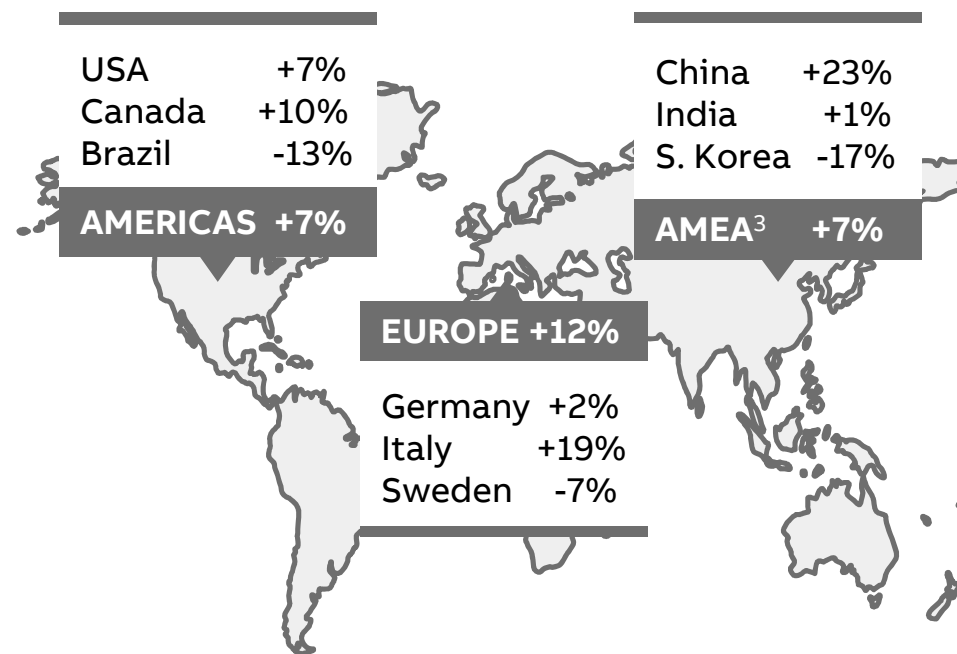 USA +7%
Canada +10%
Brazil -13%
AMERICAS +7%
China +23%
India +1%
S. Korea -17%
AMEA³ +7%
EUROPE +12%
Germany +2%
Italy +19%
Sweden -7%